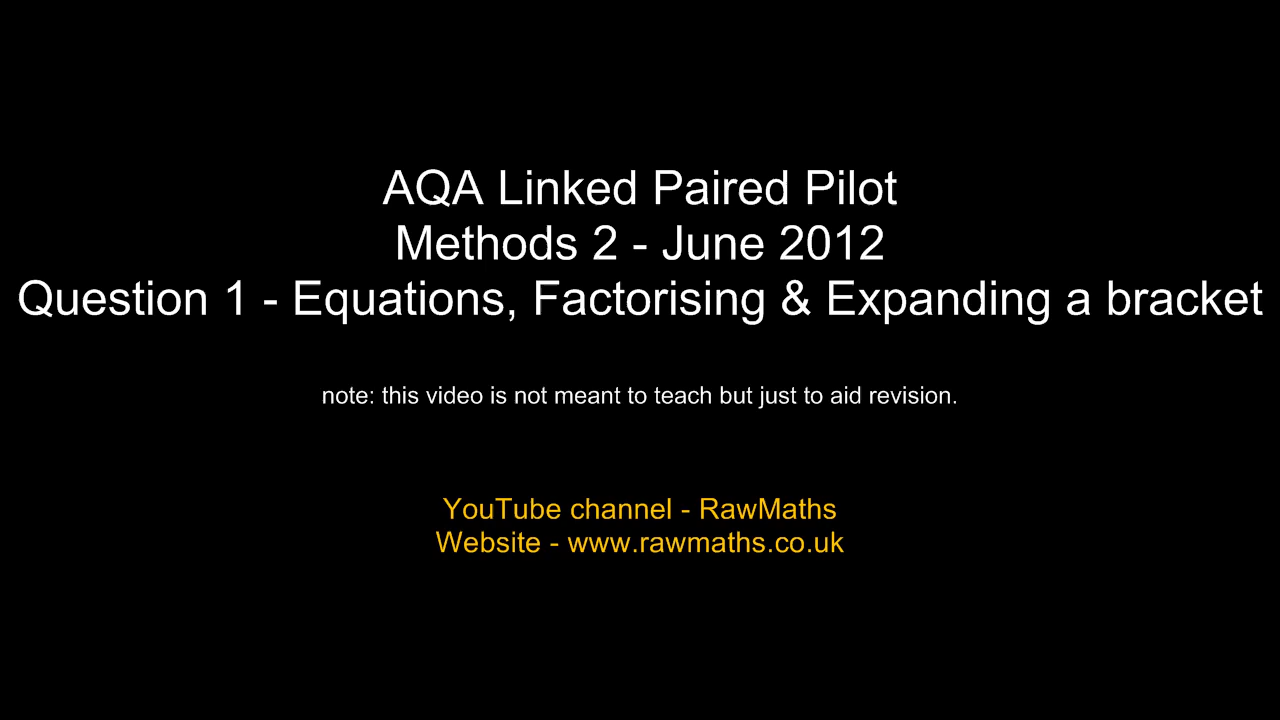 AQA Linked Paired Pilot
Methods 2 - June 2012
Question 1 - Equations, Factorising & Expanding a bracket
note: this video is not meant to teach but just to aid revision.
YouTube channel - RawMaths
Website - www.rawmaths.co.uk